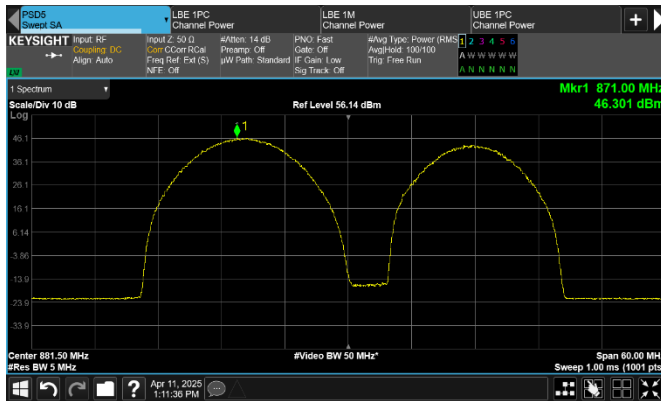 PSD5
Swept SA
LBE 1PC
Channel Power
LBE 1M
Channel Power
UBE 1PC
Channel Power
KEYSIGHT
Input: RF
Coupling: DC
Align: Auto
Input Z: 50 Ω
Corr CCorr RCal
Freq Ref: Ext (S)
NFE: Off
#Atten: 14 dB
Preamp: Off
µW Path: Standard
PNO: Fast
Gate: Off
IF Gain: Low
Sig Track: Off
#Avg Type: Power (RMS
Avg|Hold: 100/100
Trig: Free Run
1 2 3 4 5 6
A W W W W W
A N N N N N
1 Spectrum
Scale/Div 10 dB
Ref Level 56.14 dBm
Mkr1 871.00 MHz
46.301 dBm
Log
1
46.1
36.1
26.1
16.1
6.14
-3.86
-13.9
-23.9
-33.9
Center 881.50 MHz
#Res BW 5 MHz
#Video BW 50 MHz*
Span 60.00 MHz
Sweep 1.00 ms (1001 pts)
Apr 11, 2025
1:11:36 PM